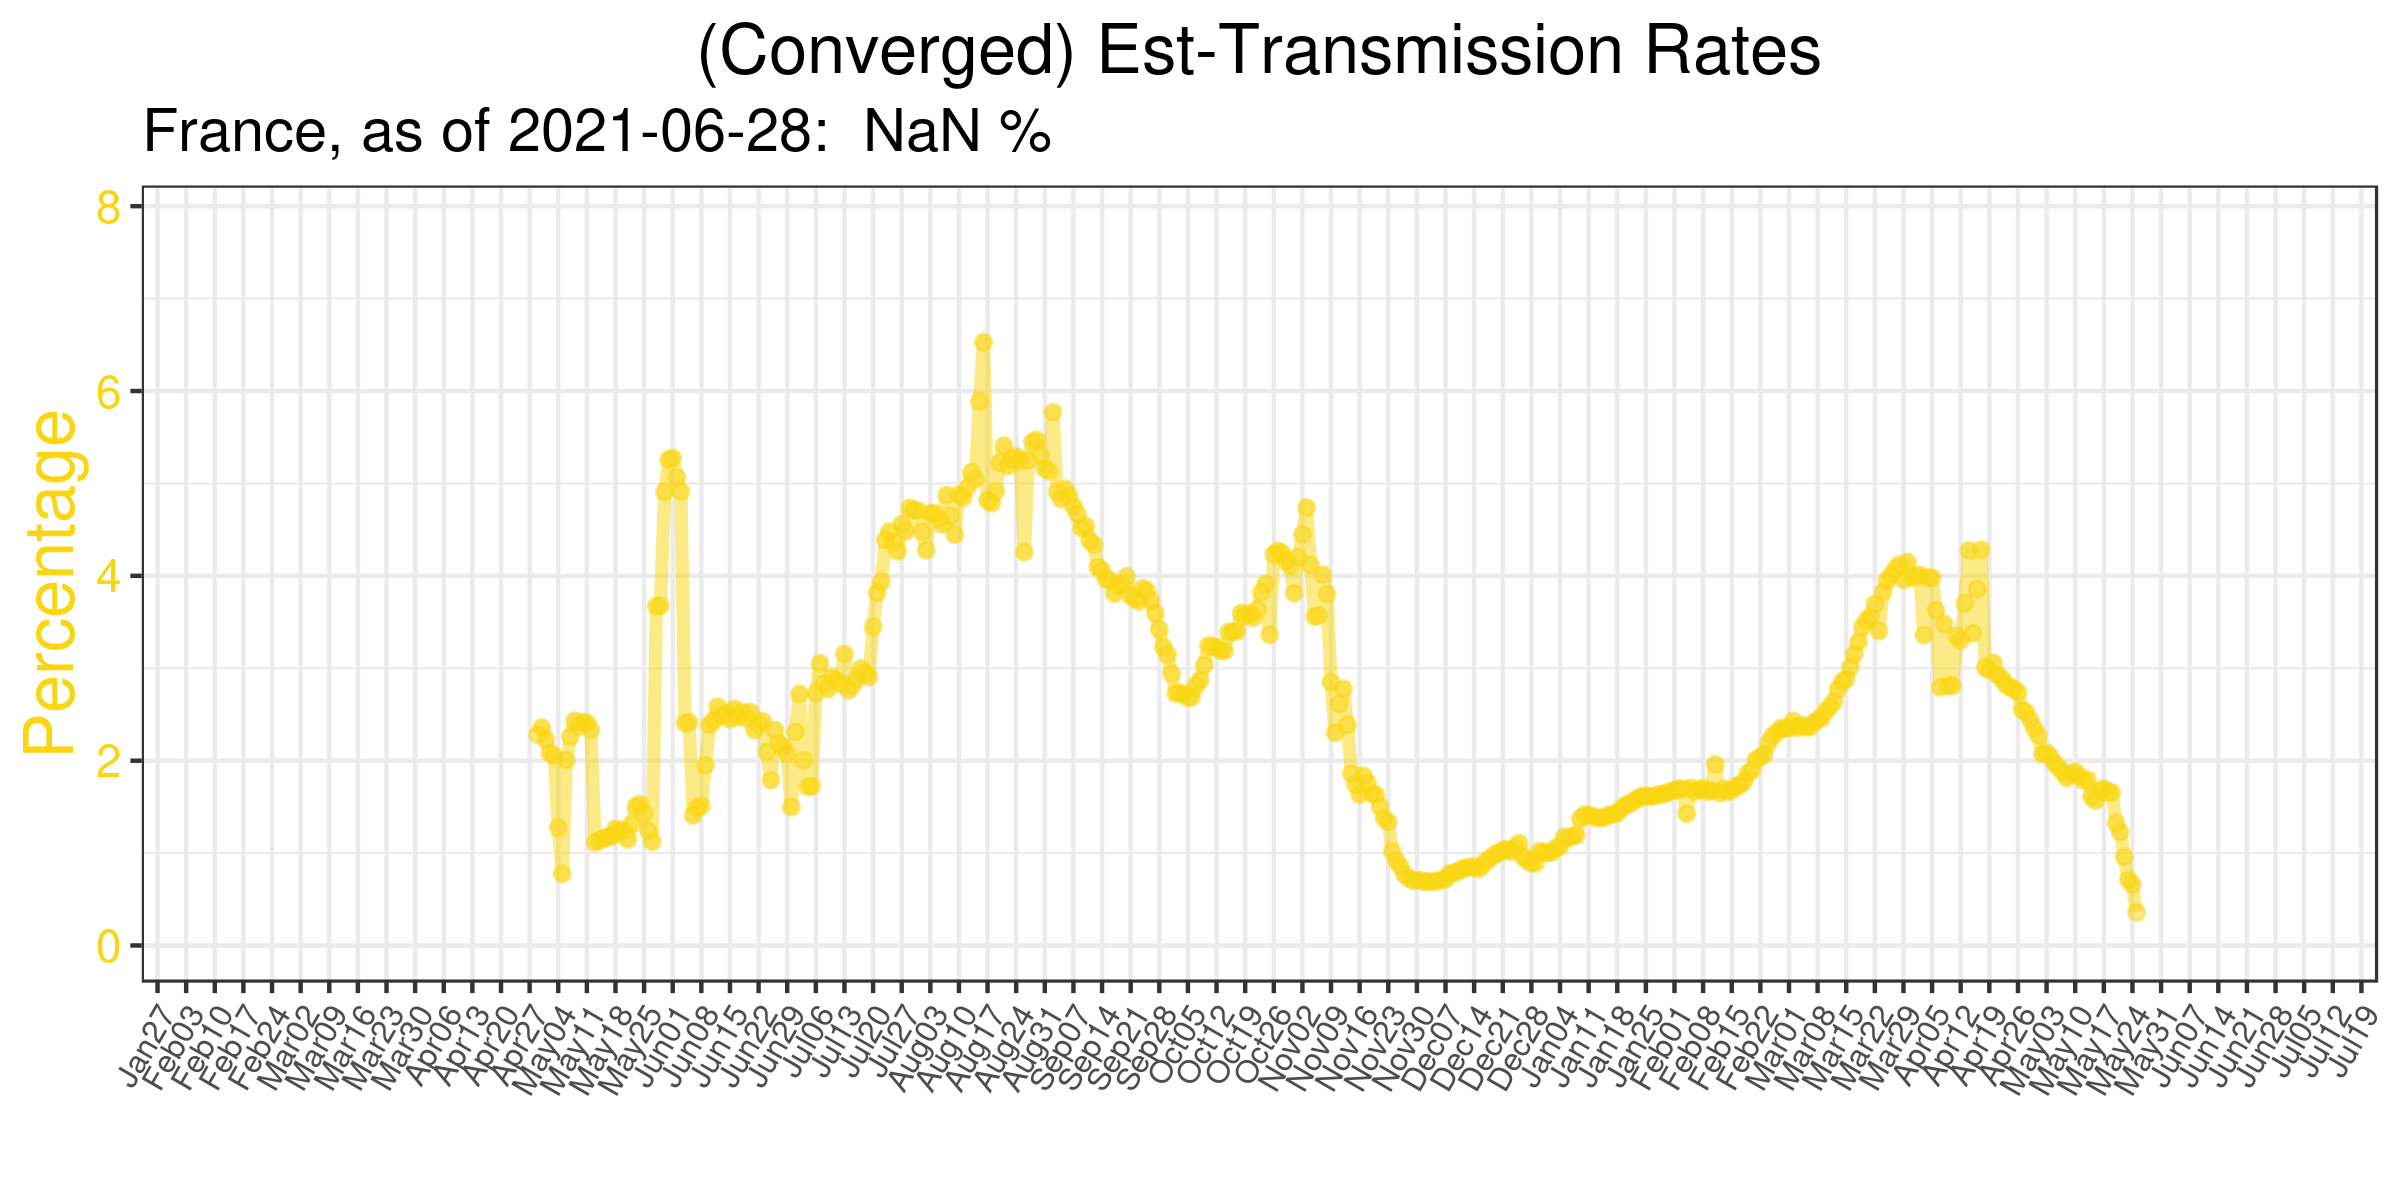 (Converged) Est-Transmission Rates
France, as of 2021-06-28:  NaN %
Percentage
8
6
4
2
0
Jan27
Feb03
Feb10
Feb17
Feb24
Mar02
Mar09
Mar16
Mar23
Mar30
Apr06
Apr13
Apr20
Apr27
May04
May11
May18
May25
Jun01
Jun08
Jun15
Jun22
Jun29
Jul06
Jul13
Jul20
Jul27
Aug03
Aug10
Aug17
Aug24
Aug31
Sep07
Sep14
Sep21
Sep28
Oct05
Oct12
Oct19
Oct26
Nov02
Nov09
Nov16
Nov23
Nov30
Dec07
Dec14
Dec21
Dec28
Jan04
Jan11
Jan18
Jan25
Feb01
Feb08
Feb15
Feb22
Mar01
Mar08
Mar15
Mar22
Mar29
Apr05
Apr12
Apr19
Apr26
May03
May10
May17
May24
May31
Jun07
Jun14
Jun21
Jun28
Jul05
Jul12
Jul19